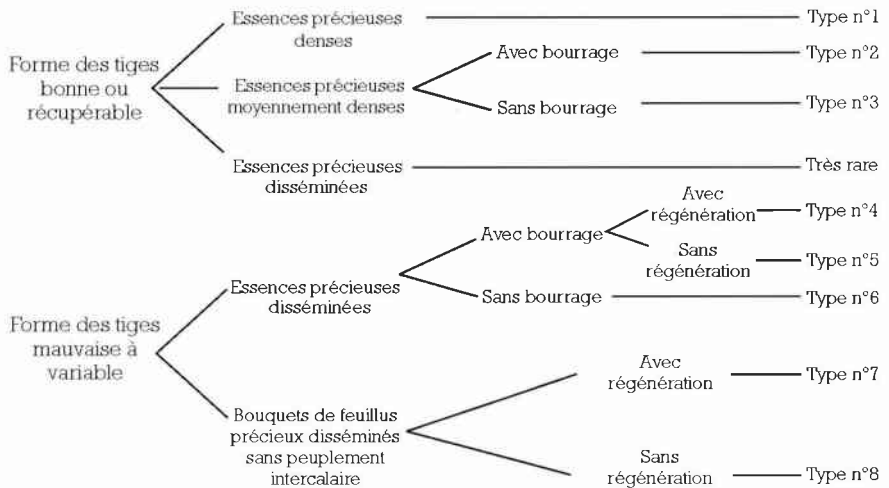 Essences précieuses
denses
Type n°1
Forme des tiges
bonne ou
récupérable
Essences précieuses
moyennement denses
Avec bourrage
Type n°2
Sans bourrage
Type n°3
Essences précieuses
disséminées
Très rare
Forme des tiges
mauvaise à
variable
Essences précieuses
disséminées
Avec bourrage
Avec
régénération
Type n°4
Sans
régénération
Type n°5
Sans bourrage
Type n°6
Bouquets de feuillus
précieux disséminés
sans peuplement
intercalaire
Avec
régénération
Type n°7
Sans
régénération
Type n°8